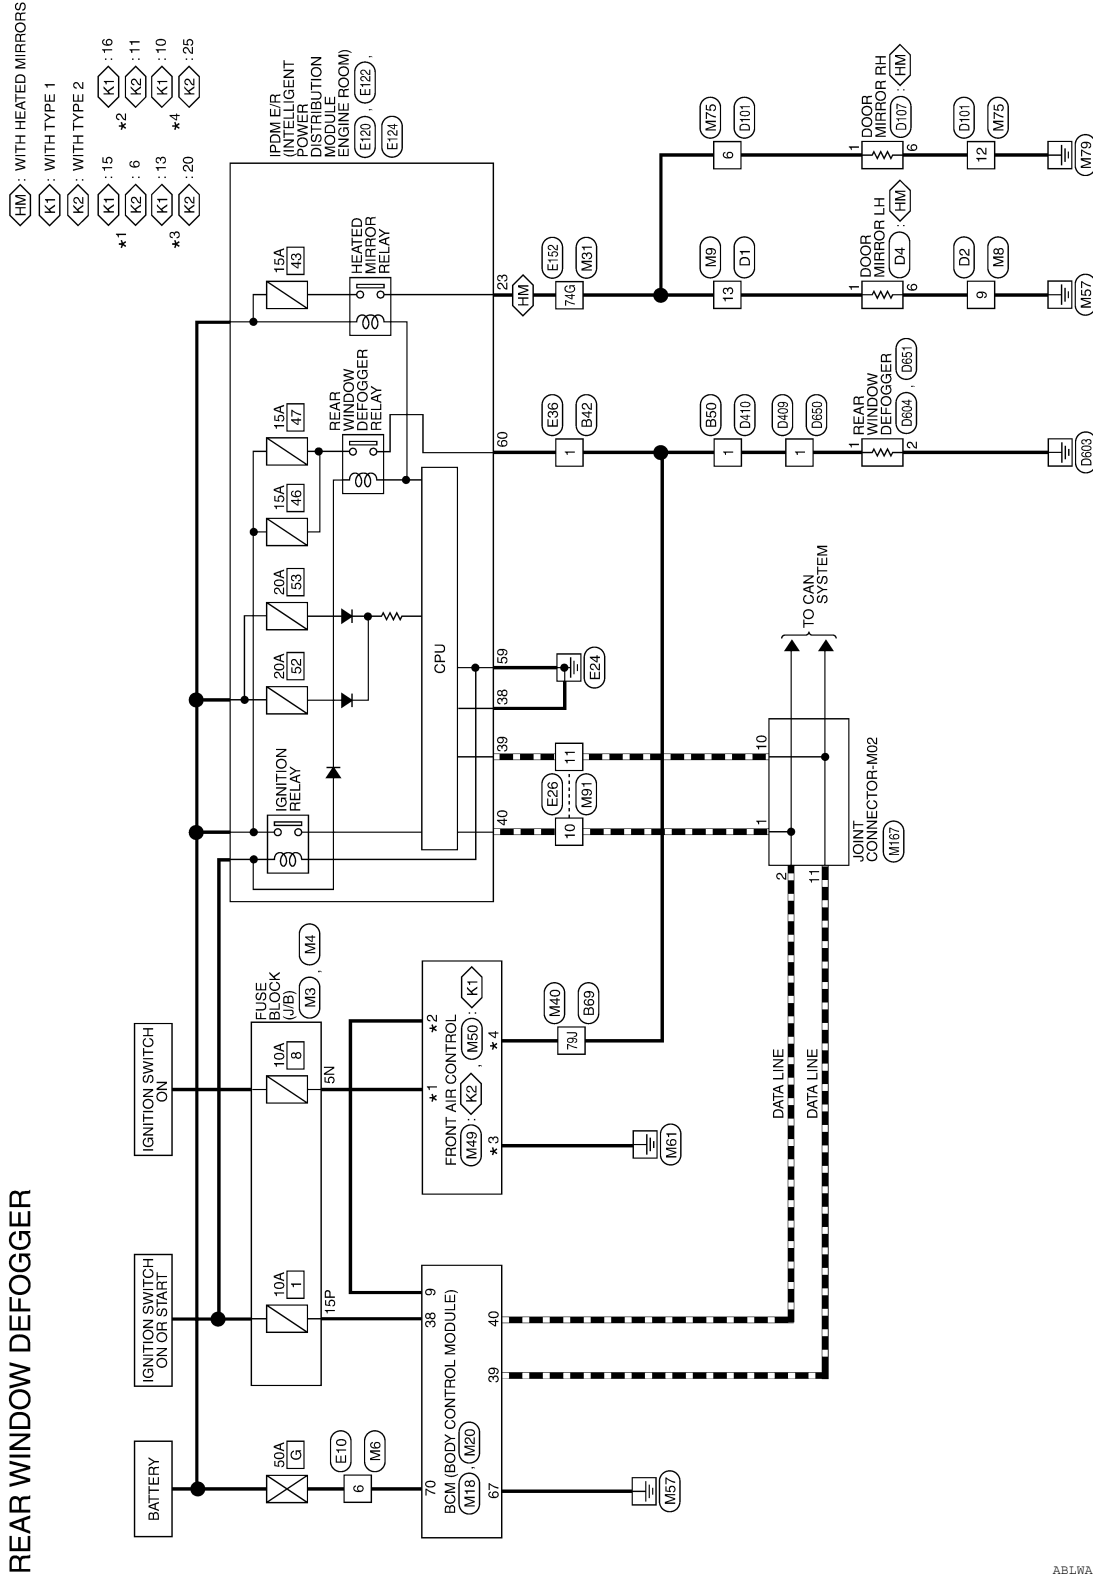 REAR WINDOW DEFOGGER
HM : WITH HEATED MIRRORS
K1 : WITH TYPE 1
K2 : WITH TYPE 2
*1 K1 : 15
K2 : 6
*2 K1 : 16
K2 : 11
*3 K1 : 13
K2 : 20
*4 K1 : 10
K2 : 25
BATTERY
IGNITION SWITCH
ON OR START
IGNITION SWITCH
ON
50A
G
6
E10
M6
10A
1
15P
10A
8
5N
FUSE
BLOCK
(J/B)
M3 , M4
IGNITION
RELAY
20A
52
20A
53
15A
46
15A
47
REAR
WINDOW
DEFOGGER
RELAY
15A
43
HEATED
MIRROR
RELAY
IPDM E/R
(INTELLIGENT
POWER
DISTRIBUTION
MODULE
ENGINE ROOM)
E120 , E122 ,
E124
CPU
70
38
9
BCM (BODY CONTROL MODULE)
M18 , M20
67
39
40
M57
*1
*2
FRONT AIR CONTROL
M49 : K2 , M50 : K1
*3
*4
M61
79J
M40
B69
40
39
38
59
60
23
E24
10
11
E26
M91
1
10
2
11
JOINT
CONNECTOR-M02
M167
TO CAN
SYSTEM
DATA LINE
DATA LINE
1
E36
B42
1
B50
D410
1
D409
D650
1
2
REAR
WINDOW
DEFOGGER
D604 , D651
D603
HM
74G
E152
M31
13
M9
D1
1
6
DOOR
MIRROR LH
D4 : HM
9
D2
M8
M57
6
M75
D101
1
6
DOOR
MIRROR RH
D107 : HM
12
D101
M75
M79